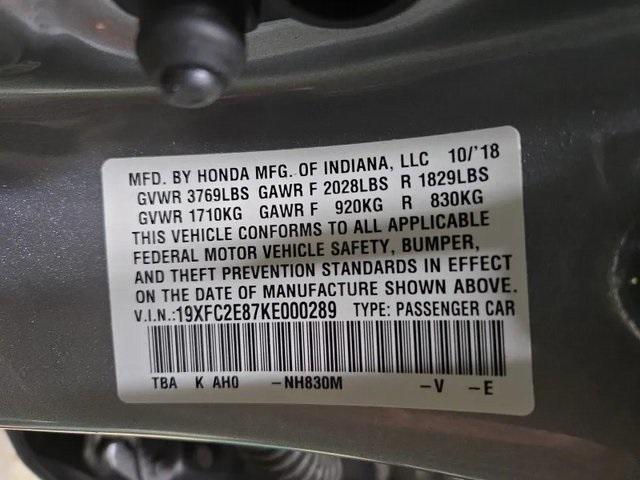 MFD. BY HONDA MFG. OF INDIANA, LLC 10/'18
GVWR 3769LBS GAWR F 2028LBS R 1829LBS
GVWR 1710KG GAWR F 920KG R 830KG
THIS VEHICLE CONFORMS TO ALL APPLICABLE
FEDERAL MOTOR VEHICLE SAFETY, BUMPER,
AND THEFT PREVENTION STANDARDS IN EFFECT
ON THE DATE OF MANUFACTURE SHOWN ABOVE.
V.I.N.:19XFC2E87KE000289 TYPE: PASSENGER CAR
TBA K AH0 -NH830M -V -E